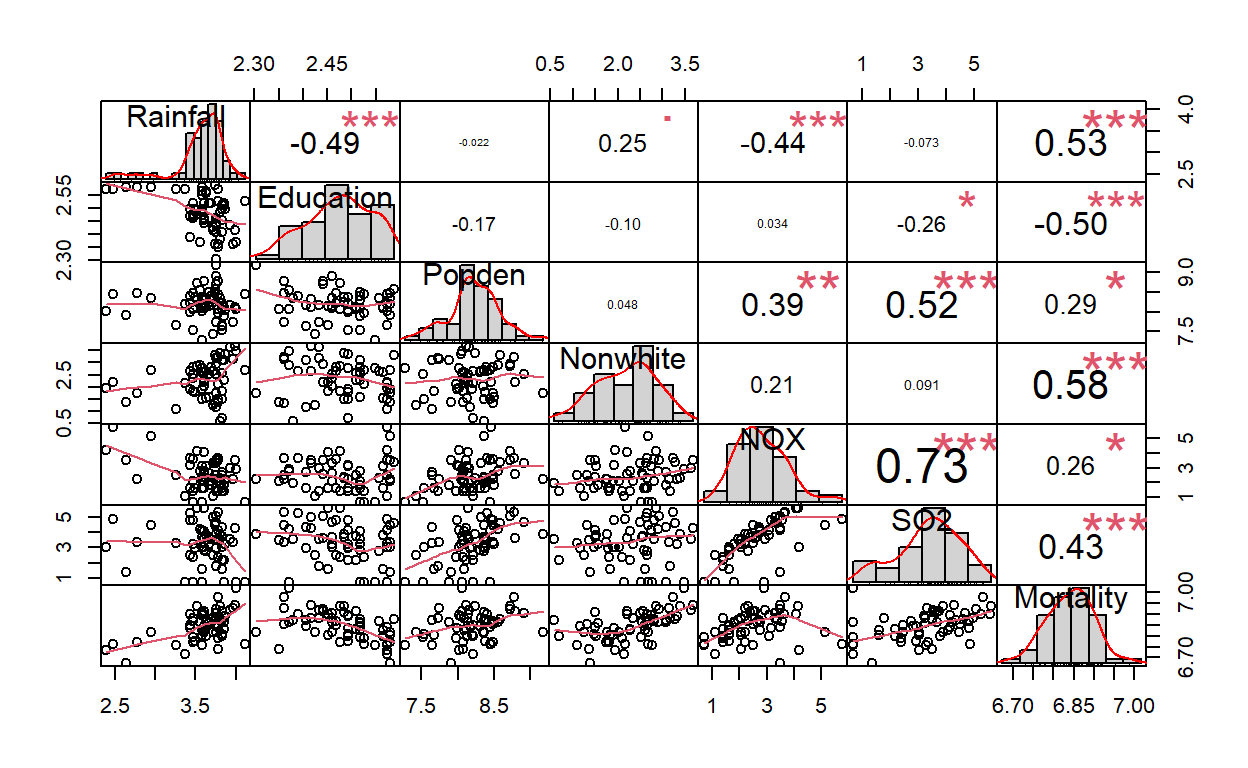 2.30 2.45 0.5 2.0 3.5 1 3 5
Rainfall -0.49 *** -0.022 0.25 . -0.44 *** -0.073 0.53 *** 2.5 4.0
2.30 2.55 Education -0.17 -0.10 0.034 -0.26 * -0.50 ***
Popden 0.048 0.39 ** 0.52 *** 0.29 * 7.5 9.0
0.5 2.5 Nonwhite 0.21 0.091 0.58 ***
NOX 0.73 *** 0.26 * 1 3 5
1 3 5 SO2 0.43 ***
Mortality 6.70 7.00
2.5 3.5 7.5 8.5 1 3 5 6.70 6.85 7.00